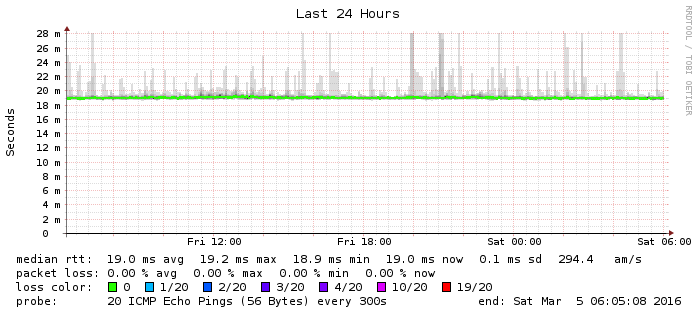 Last 24 Hours
RRDTOOL / TOBI OETIKER
Seconds
28 m
26 m
24 m
22 m
20 m
18 m
16 m
14 m
12 m
10 m
8 m
6 m
4 m
2 m
0
Fri 12:00 Fri 18:00 Sat 00:00 Sat 06:00
median rtt: 19.0 ms avg 19.2 ms max 18.9 ms min 19.0 ms now 0.1 ms sd 294.4 am/s
packet loss: 0.00 % avg 0.00 % max 0.00 % min 0.00 % now
loss color: 0 1/20 2/20 3/20 4/20 10/20 19/20
probe: 20 ICMP Echo Pings (56 Bytes) every 300s end: Sat Mar 5 06:05:08 2016